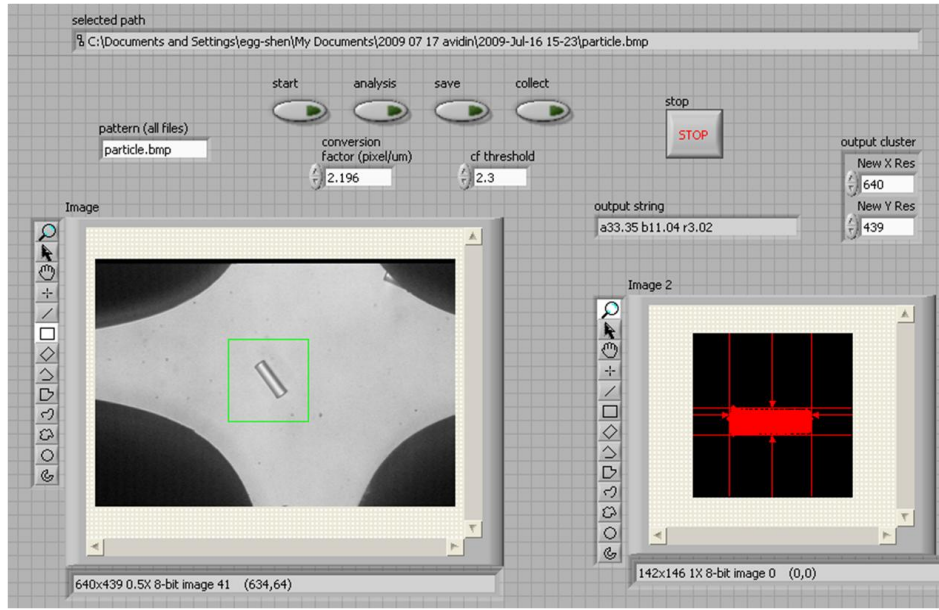 selected path
C:\Documents and Settings\egg-shen\My Documents\2009 07 17 avidin\2009-Jul-16 15-23\particle.bmp
start
analysis
save
collect
stop
STOP
pattern (all files)
particle.bmp
conversion
factor (pixel/um)
2.196
cf threshold
2.3
output cluster
New X Res
640
New Y Res
439
output string
a33.35 b11.04 r3.02
Image
640x439 0.5X 8-bit image 41 (634,64)
Image 2
142x146 1X 8-bit image 0 (0,0)